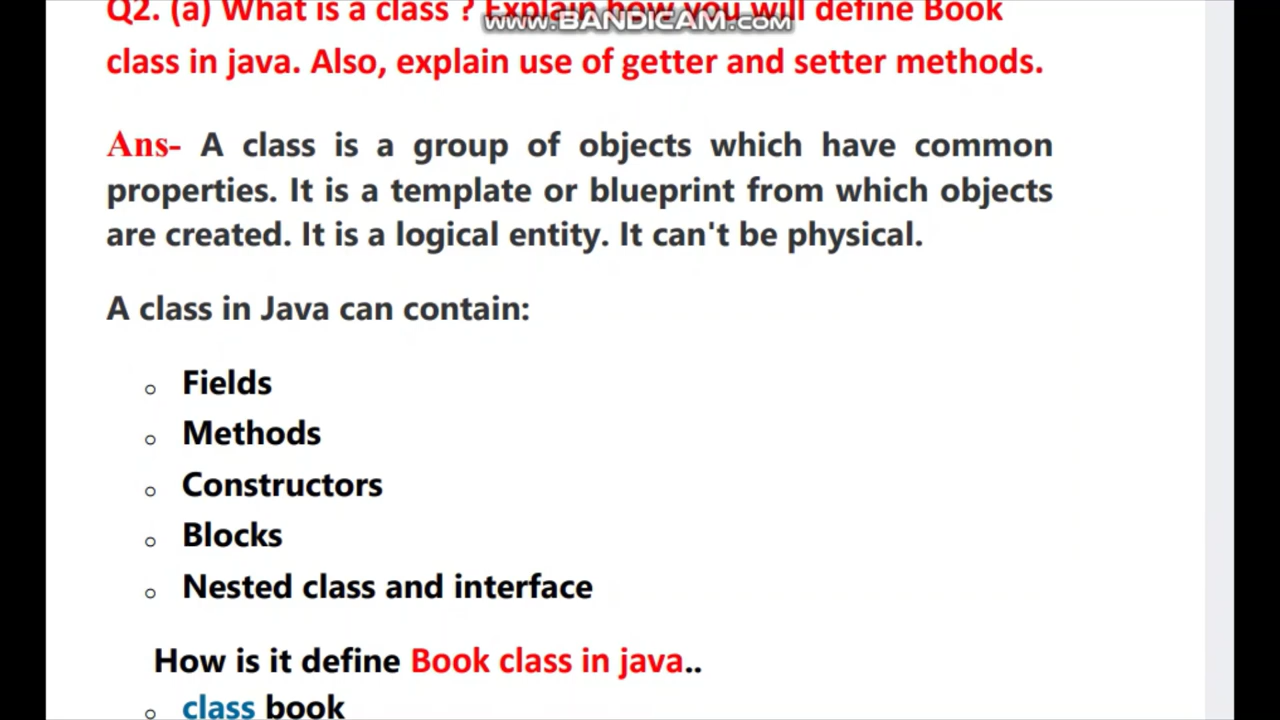 Q2. (a) What is a class ? Explain how you will define Book
www.BANDICAM.com
class in java. Also, explain use of getter and setter methods.
Ans- A class is a group of objects which have common
properties. It is a template or blueprint from which objects
are created. It is a logical entity. It can't be physical.
A class in Java can contain:
Fields
Methods
Constructors
Blocks
Nested class and interface
How is it define Book class in java..
class book